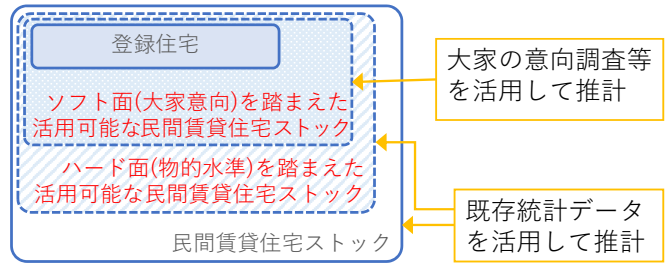 登録住宅
ソフト面(大家意向)を踏まえた
活用可能な民間賃貸住宅ストック
ハード面(物的水準)を踏まえた
活用可能な民間賃貸住宅ストック
民間賃貸住宅ストック
大家の意向調査等
を活用して推計
既存統計データ
を活用して推計